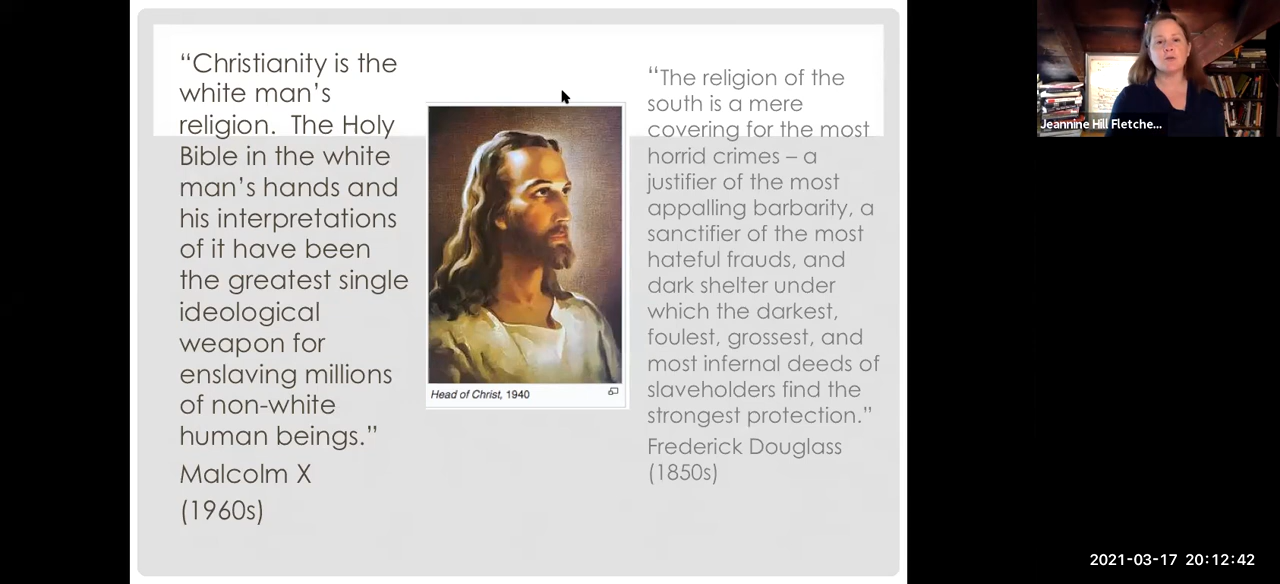 “Christianity is the
white man’s
religion.  The Holy
Bible in the white
man’s hands and
his interpretations
of it have been
the greatest single
ideological
weapon for
enslaving millions
of non-white
human beings.”
Malcolm X
(1960s)
Head of Christ, 1940
“The religion of the
south is a mere
covering for the most
horrid crimes – a
justifier of the most
appalling barbarity, a
sanctifier of the most
hateful frauds, and
dark shelter under
which the darkest,
foulest, grossest, and
most infernal deeds of
slaveholders find the
strongest protection.”
Frederick Douglass
(1850s)
Jeannine Hill Fletche...
2021-03-17 20:12:42